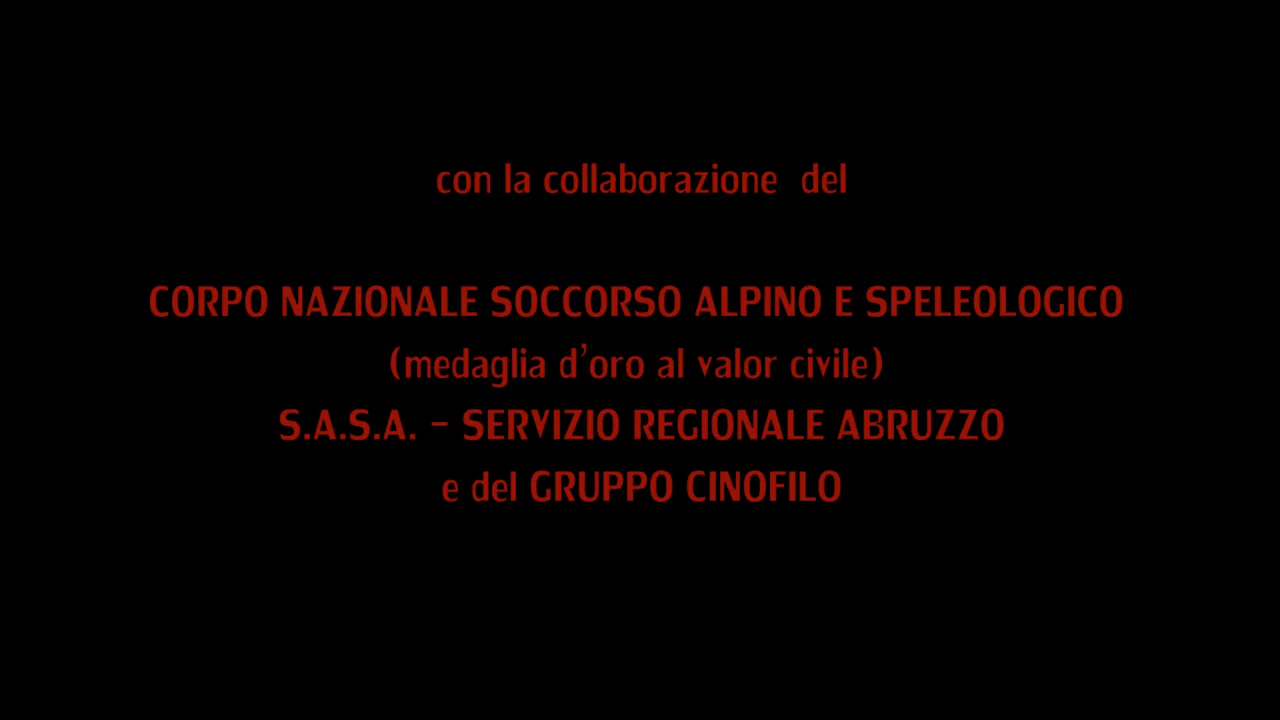 con la collaborazione del
CORPO NAZIONALE SOCCORSO ALPINO E SPELEOLOGICO
(medaglia d'oro al valor civile)
S.A.S.A. - SERVIZIO REGIONALE ABRUZZO
e del GRUPPO CINOFILO